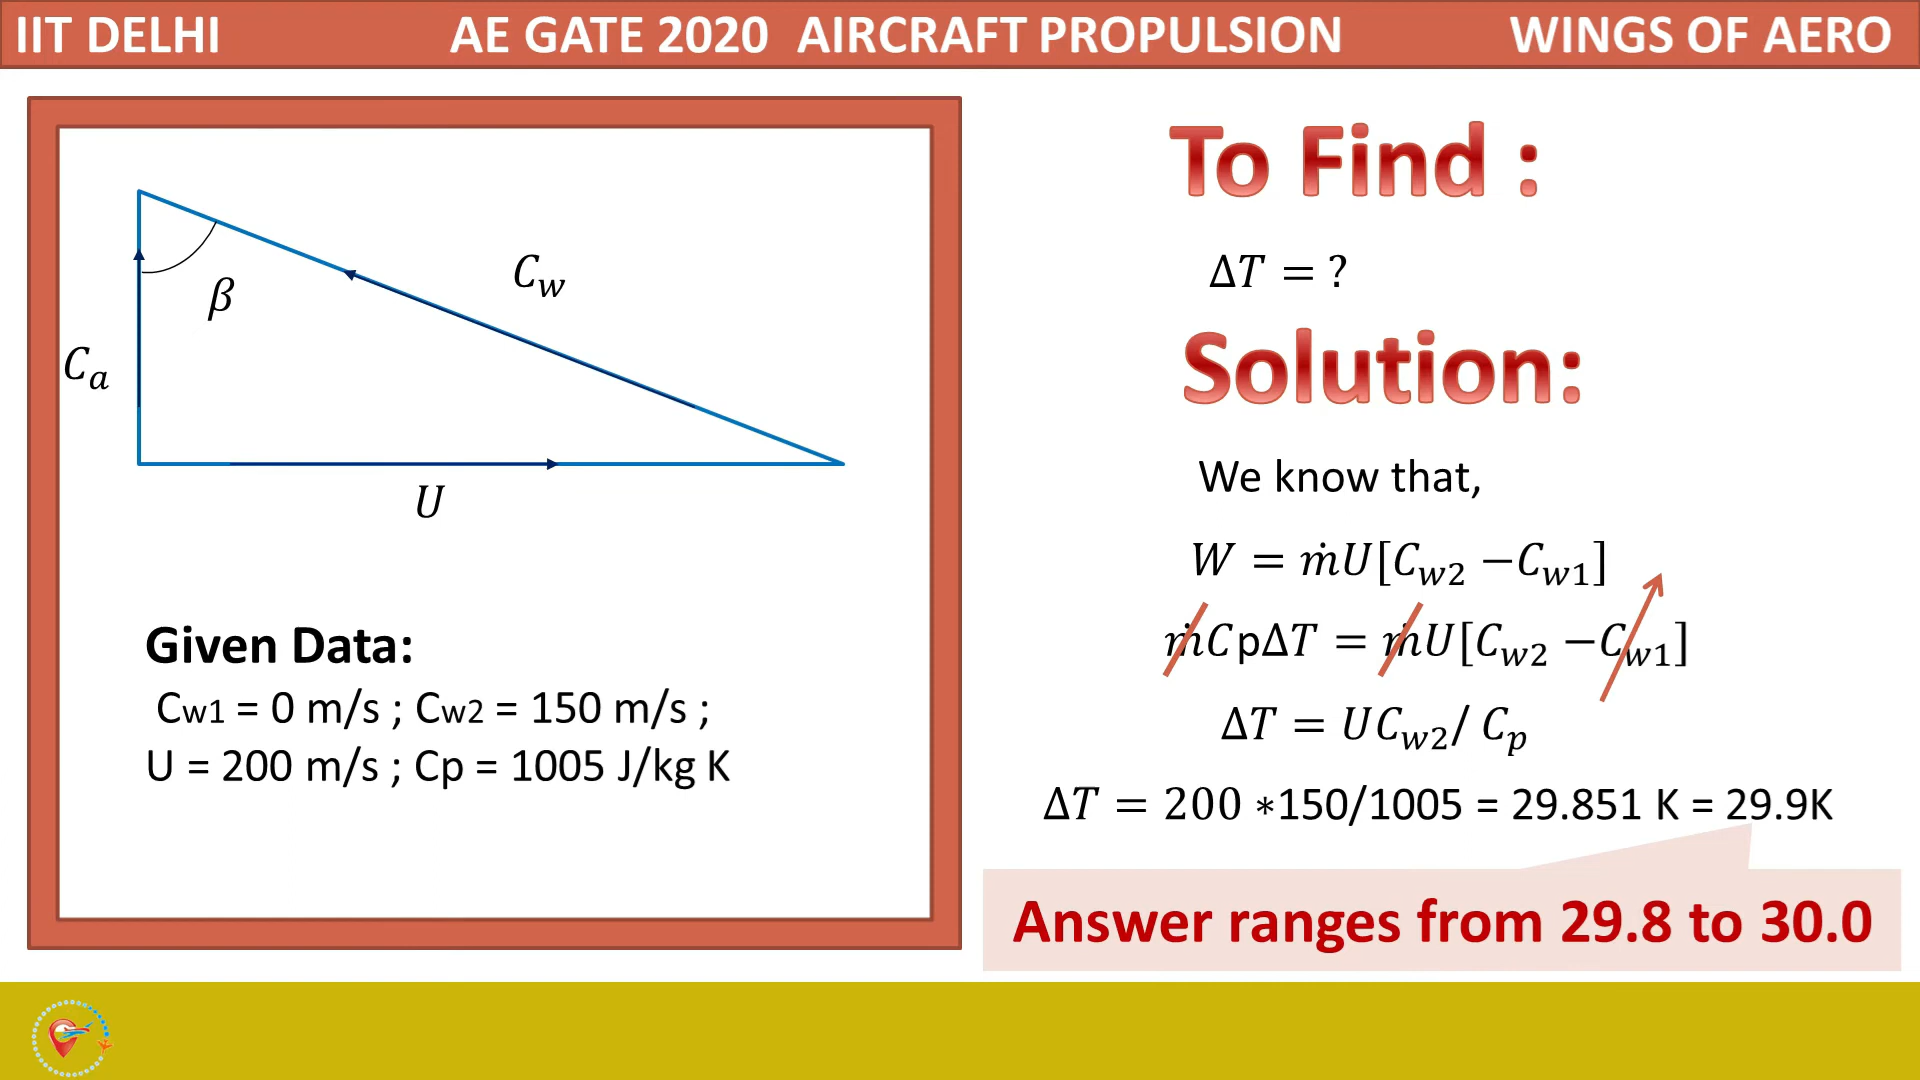 IIT DELHI AE GATE 2020 AIRCRAFT PROPULSION WINGS OF AERO
β
C_w
C_a
U
Given Data:
Cw1 = 0 m/s ; Cw2 = 150 m/s ;
U = 200 m/s ; Cp = 1005 J/kg K
To Find :
ΔT = ?
Solution:
We know that,
W = ṁU[C_w2 − C_w1]
ṁCpΔT = ṁU[C_w2 − C_w1]
ΔT = UC_w2/ C_p
ΔT = 200 *150/1005 = 29.851 K = 29.9K
Answer ranges from 29.8 to 30.0